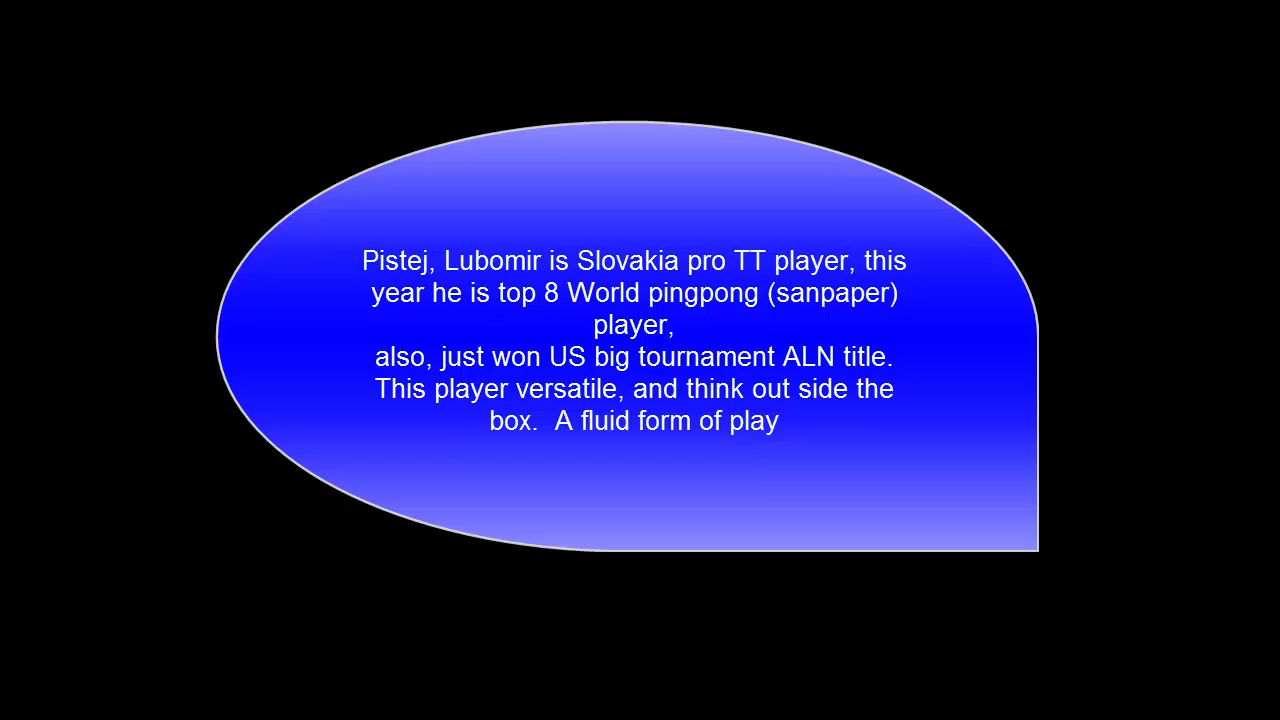 Pistej, Lubomir is Slovakia pro TT player, this
year he is top 8 World pingpong (sanpaper)
player,
also, just won US big tournament ALN title.
This player versatile, and think out side the
box.  A fluid form of play